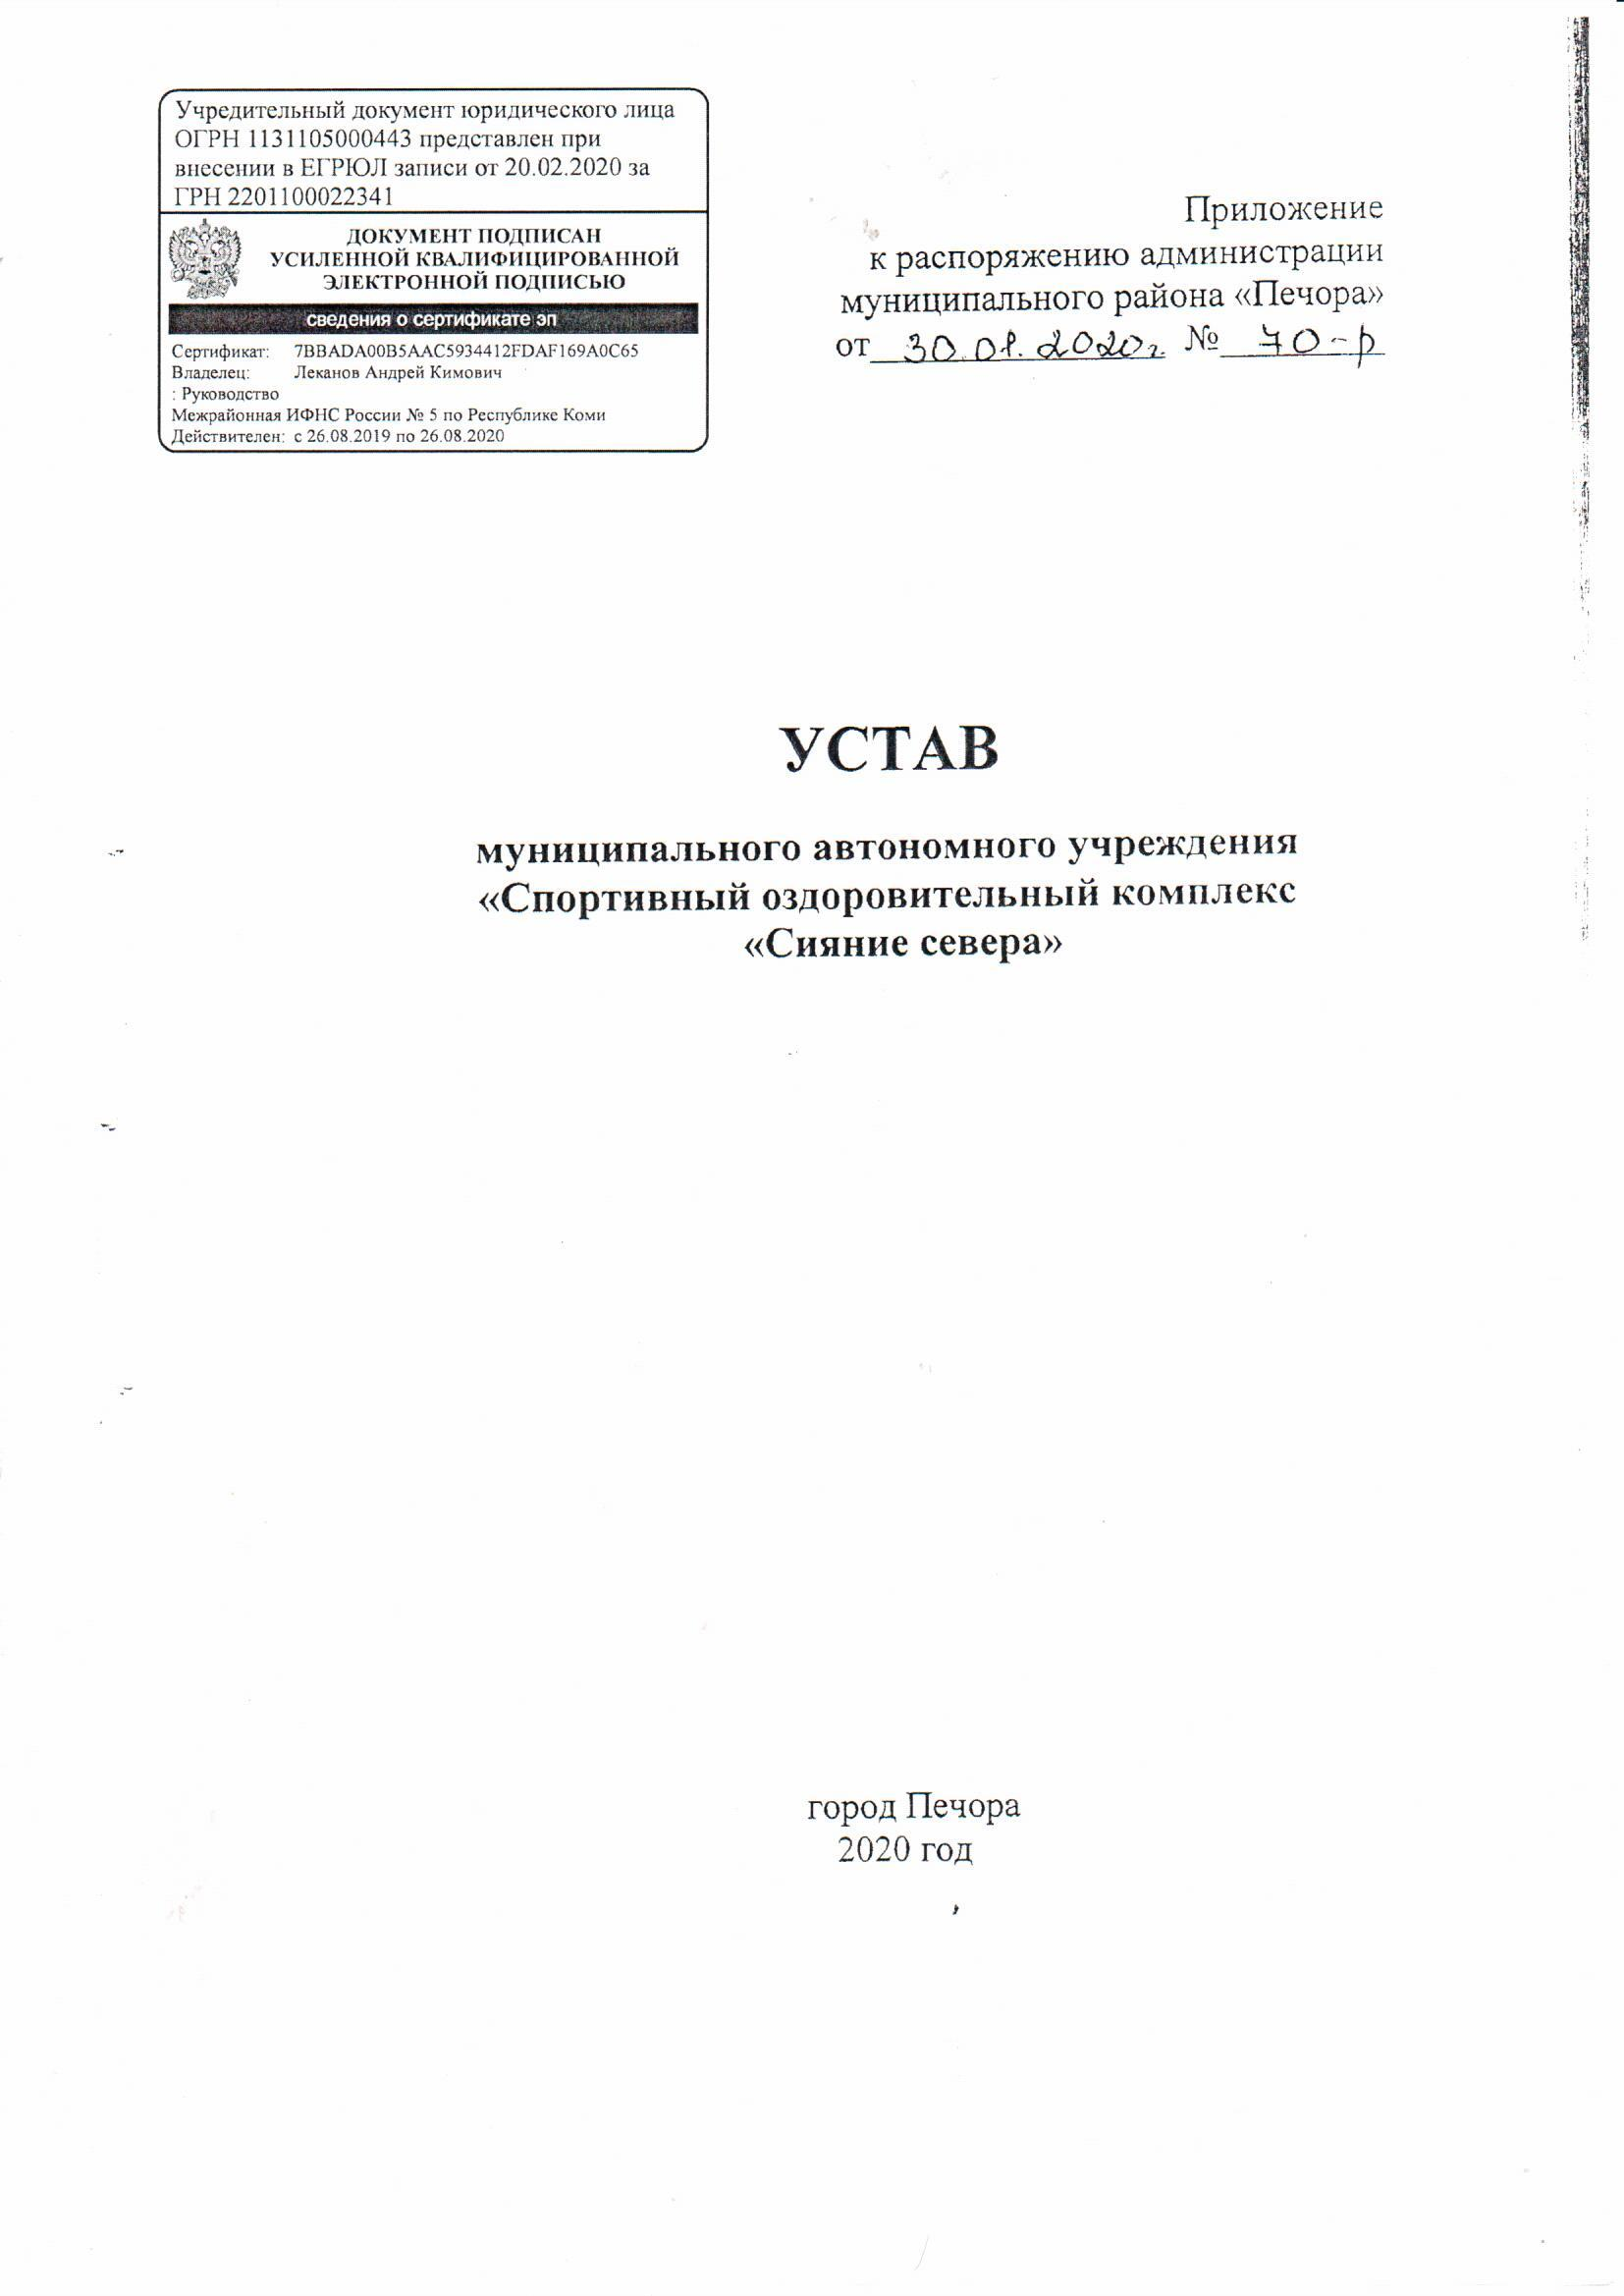 Учредительный документ юридического лица
ОГРН 1131105000443 представлен при
внесении в ЕГРЮЛ записи от 20.02.2020 за
ГРН 2201100022341
ДОКУМЕНТ ПОДПИСАН
УСИЛЕННОЙ КВАЛИФИЦИРОВАННОЙ
ЭЛЕКТРОННОЙ ПОДПИСЬЮ
сведения о сертификате эп
Сертификат: 7BBADA00B5AAC5934412FDAF169A0C65
Владелец: Леканов Андрей Кимович
: Руководство
Межрайонная ИФНС России № 5 по Республике Коми
Действителен: с 26.08.2019 по 26.08.2020
Приложение
к распоряжению администрации
муниципального района «Печора»
от 30.01.2020г. № 70-р
УСТАВ
муниципального автономного учреждения
«Спортивный оздоровительный комплекс
«Сияние севера»
город Печора
2020 год